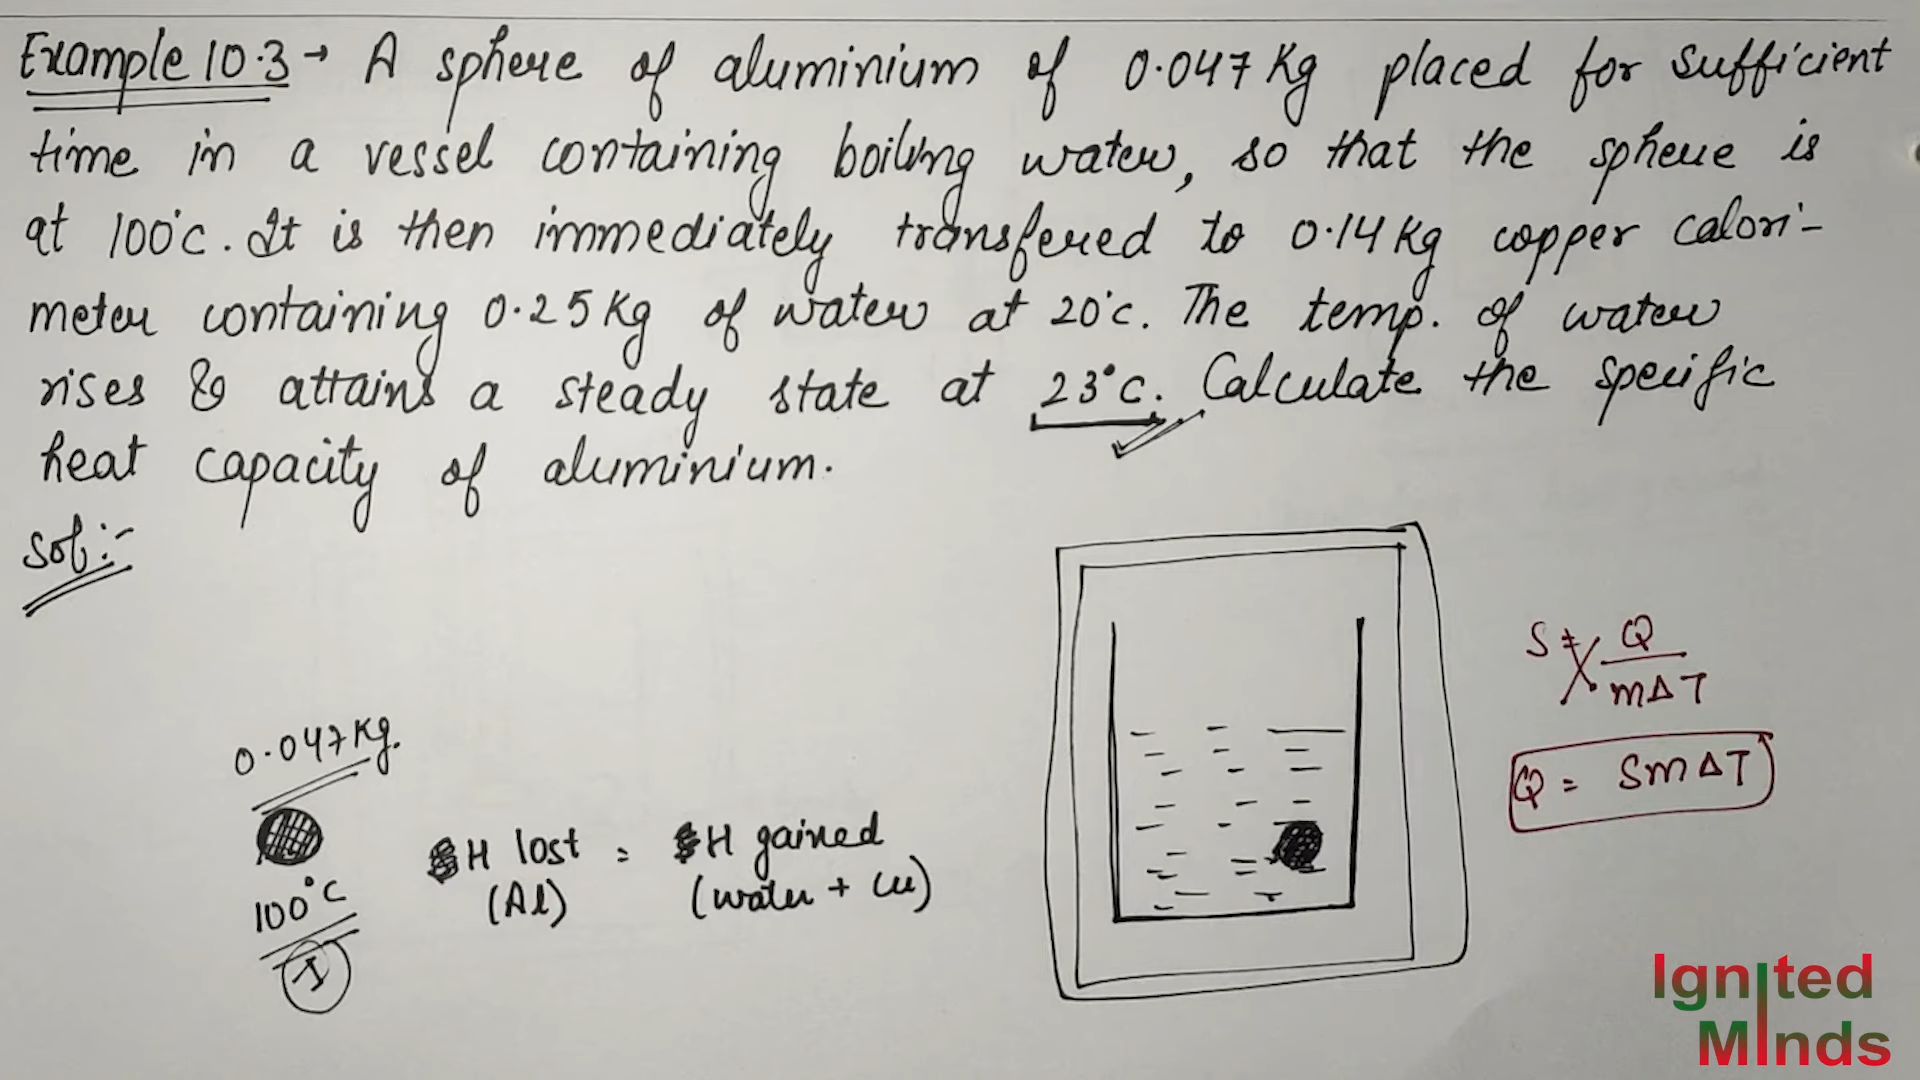 Example 10.3 → A sphere of aluminium of 0.047 Kg placed for sufficient
time in a vessel containing boiling water, so that the sphere is
at 100°c. It is then immediately transfered to 0.14 Kg copper calori-
meter containing 0.25 Kg of water at 20°c. The temp. of water
rises & attains a steady state at 23°c. Calculate the specific
heat capacity of aluminium.
Sol:-
0.047 Kg.
100°C
I
H lost = H gained
(Al) (water + Cu)
S = Q
mΔT
Q = SmΔT
Ignited
Minds